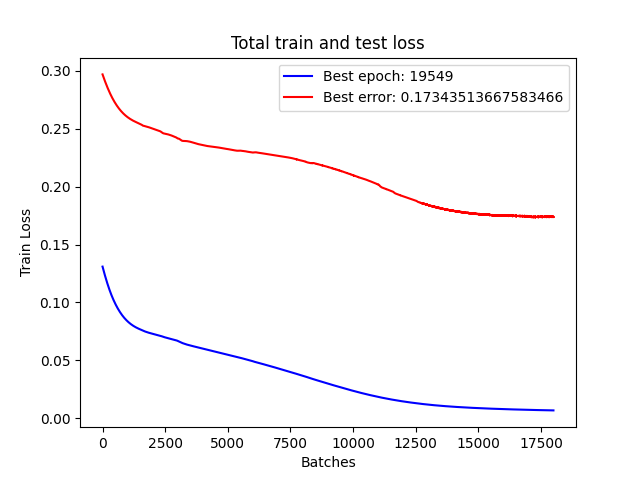 Total train and test loss
Best epoch: 19549
Best error: 0.17343513667583466
Train Loss
0.30
0.25
0.20
0.15
0.10
0.05
0.00
0 2500 5000 7500 10000 12500 15000 17500
Batches